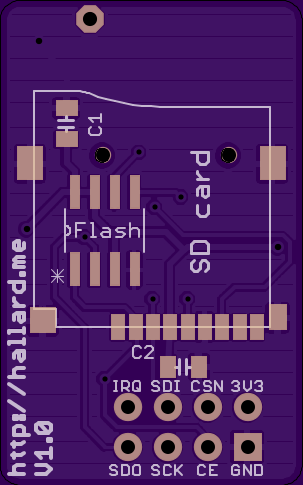 C1
SD card
Flash
C2
IRQ SDI CSN 3V3
SDO SCK CE GND
http://hallard.me
V1.0